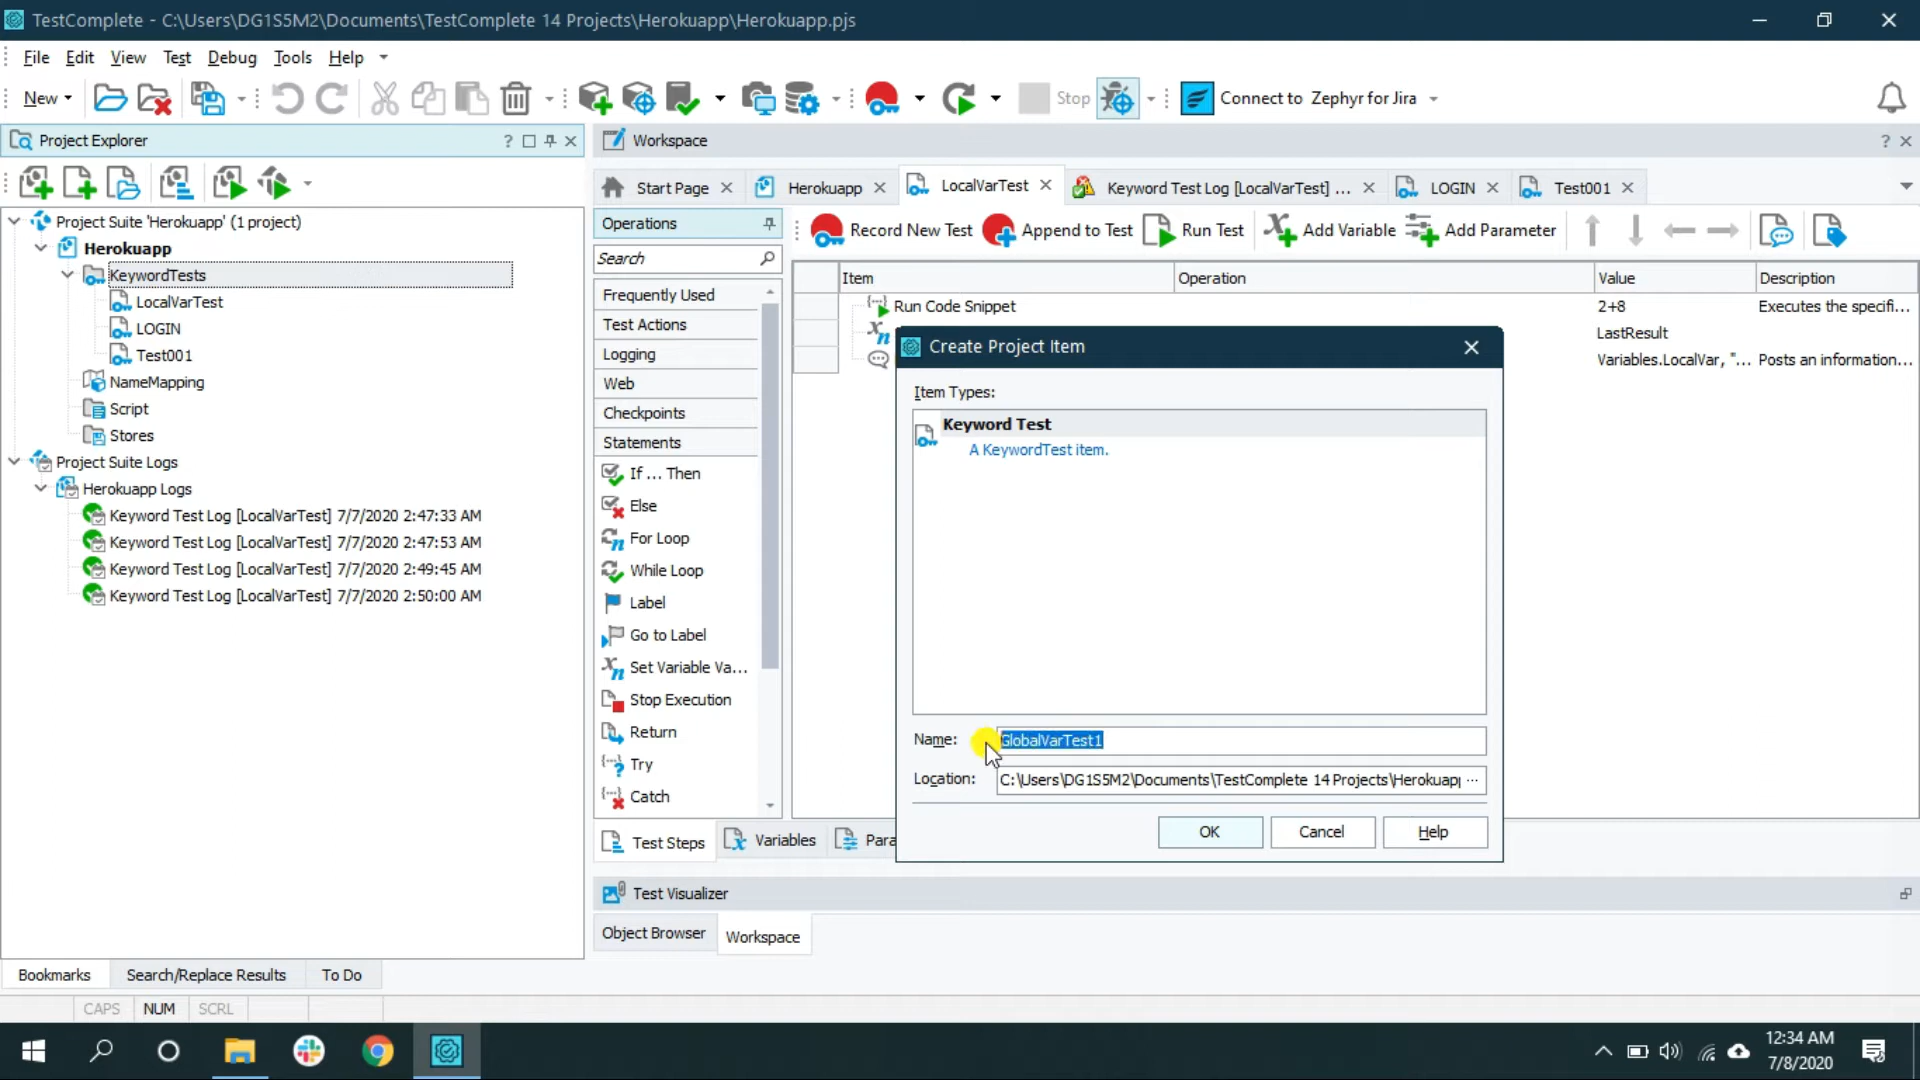 TestComplete - C:\Users\DG1S5M2\Documents\TestComplete 14 Projects\Herokuapp\Herokuapp.pjs
File Edit View Test Debug Tools Help
New Stop Connect to Zephyr for Jira
Project Explorer ?
Workspace ?
Start Page
Herokuapp
LocalVarTest
Keyword Test Log [LocalVarTest] ...
LOGIN
Test001
Project Suite 'Herokuapp' (1 project)
Herokuapp
KeywordTests
LocalVarTest
LOGIN
Test001
NameMapping
Script
Stores
Project Suite Logs
Herokuapp Logs
Keyword Test Log [LocalVarTest] 7/7/2020 2:47:33 AM
Keyword Test Log [LocalVarTest] 7/7/2020 2:47:53 AM
Keyword Test Log [LocalVarTest] 7/7/2020 2:49:45 AM
Keyword Test Log [LocalVarTest] 7/7/2020 2:50:00 AM
Operations
Search
Frequently Used
Test Actions
Logging
Web
Checkpoints
Statements
If ... Then
Else
For Loop
While Loop
Label
Go to Label
Set Variable Va...
Stop Execution
Return
Try
Catch
Record New Test Append to Test Run Test Add Variable Add Parameter
Item Operation Value Description
Run Code Snippet 2+8 Executes the specifi...
LastResult
Variables.LocalVar, "... Posts an information...
Create Project Item
Item Types:
Keyword Test
A KeywordTest item.
Name: GlobalVarTest1
Location: C:\Users\DG1S5M2\Documents\TestComplete 14 Projects\Herokuapp ...
OK Cancel Help
Test Steps Variables Para
Test Visualizer
Object Browser Workspace
Bookmarks Search/Replace Results To Do
CAPS NUM SCRL
12:34 AM
7/8/2020